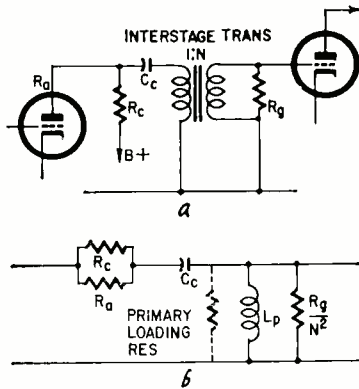 INTERSTAGE TRANS
1:N
Ra
Cc
Rc
Rg
B+
a
Rc
Ra
Cc
PRIMARY
LOADING
RES
Lp
Rg
N²
б